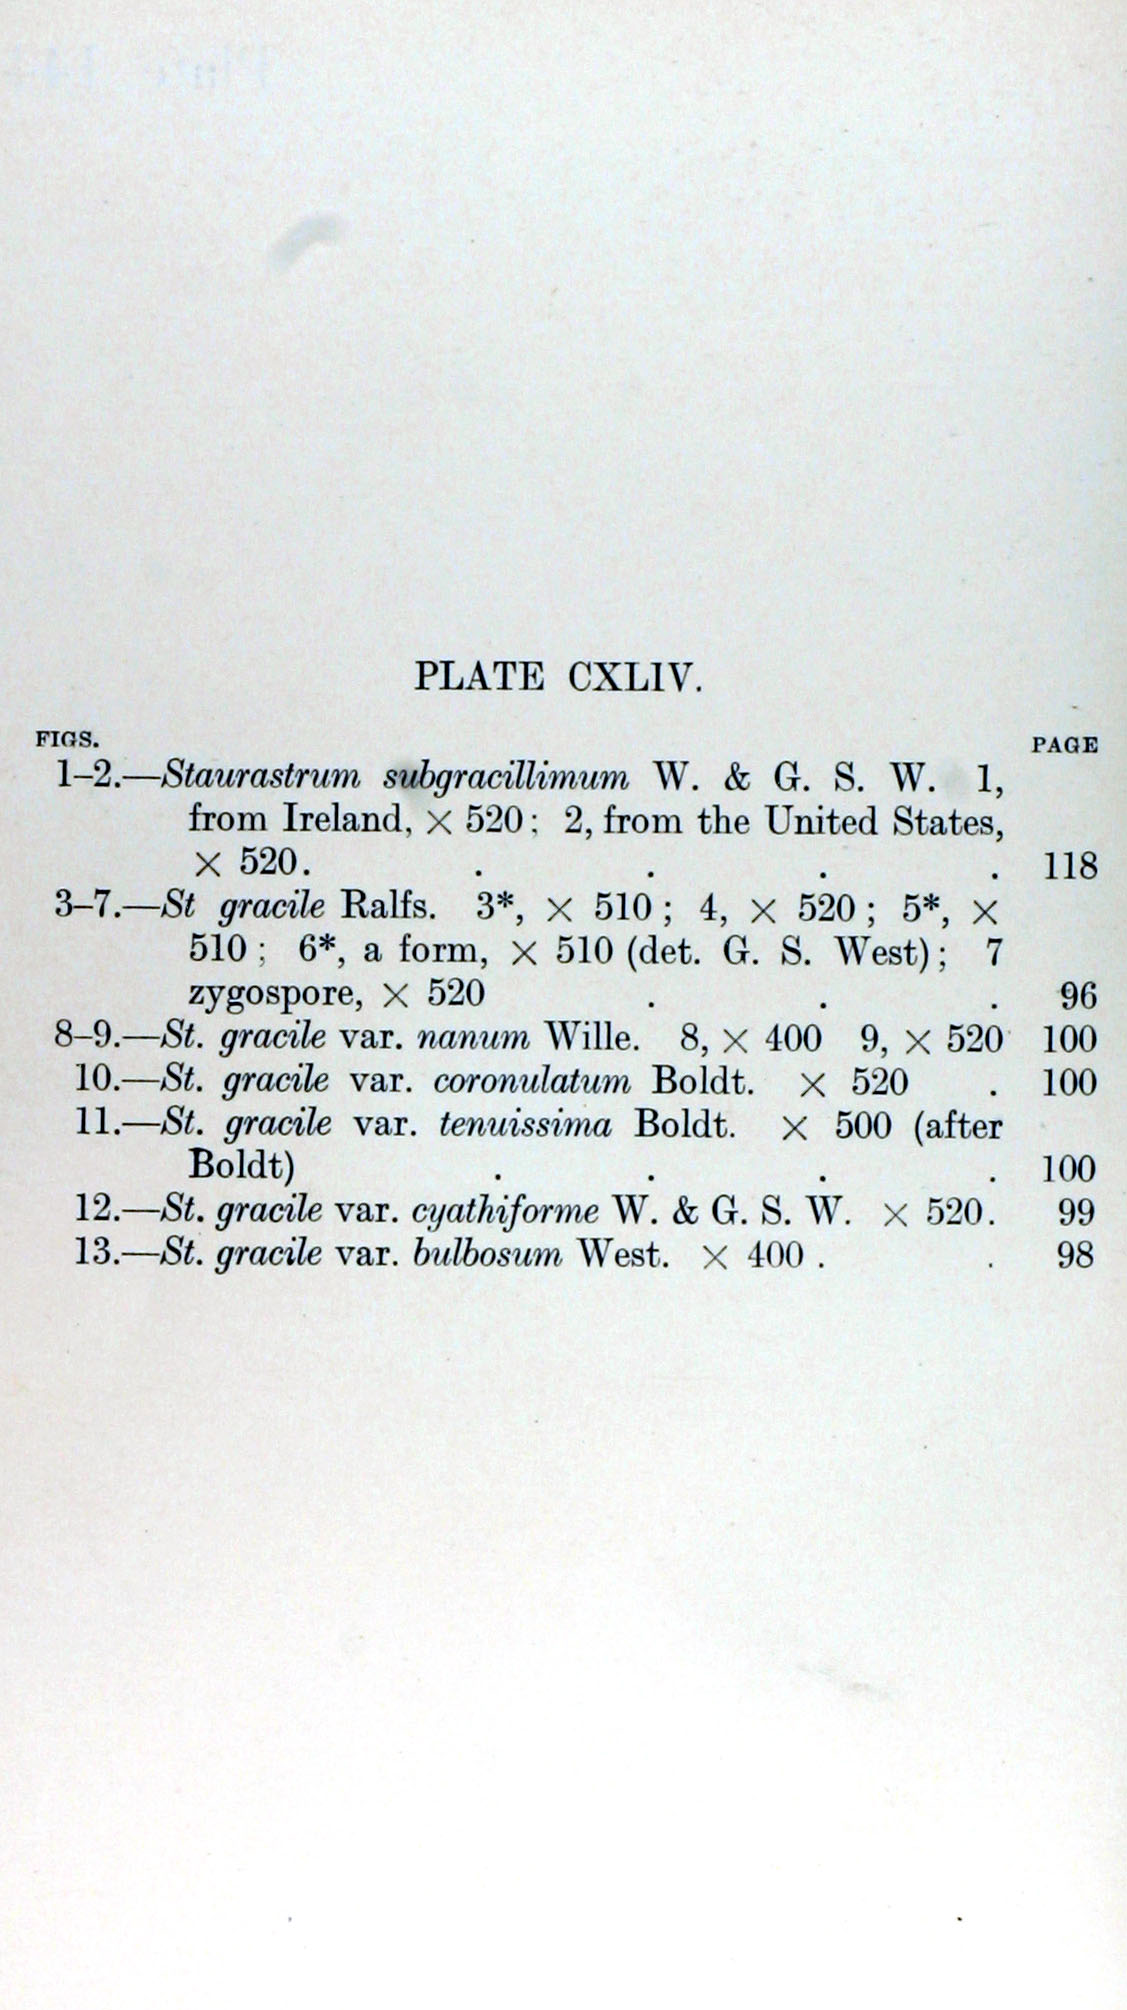 PLATE CXLIV.
FIGS.
PAGE
1–2.—Staurastrum subgracillimum W. & G. S. W. 1,
from Ireland, × 520; 2, from the United States,
× 520. . . . . 118
3–7.—St gracile Ralfs. 3*, × 510; 4, × 520; 5*, ×
510; 6*, a form, × 510 (det. G. S. West); 7
zygospore, × 520 . . . 96
8–9.—St. gracile var. nanum Wille. 8, × 400 9, × 520 100
10.—St. gracile var. coronulatum Boldt. × 520 . 100
11.—St. gracile var. tenuissima Boldt. × 500 (after
Boldt) . . . . 100
12.—St. gracile var. cyathiforme W. & G. S. W. × 520. 99
13.—St. gracile var. bulbosum West. × 400 . . 98